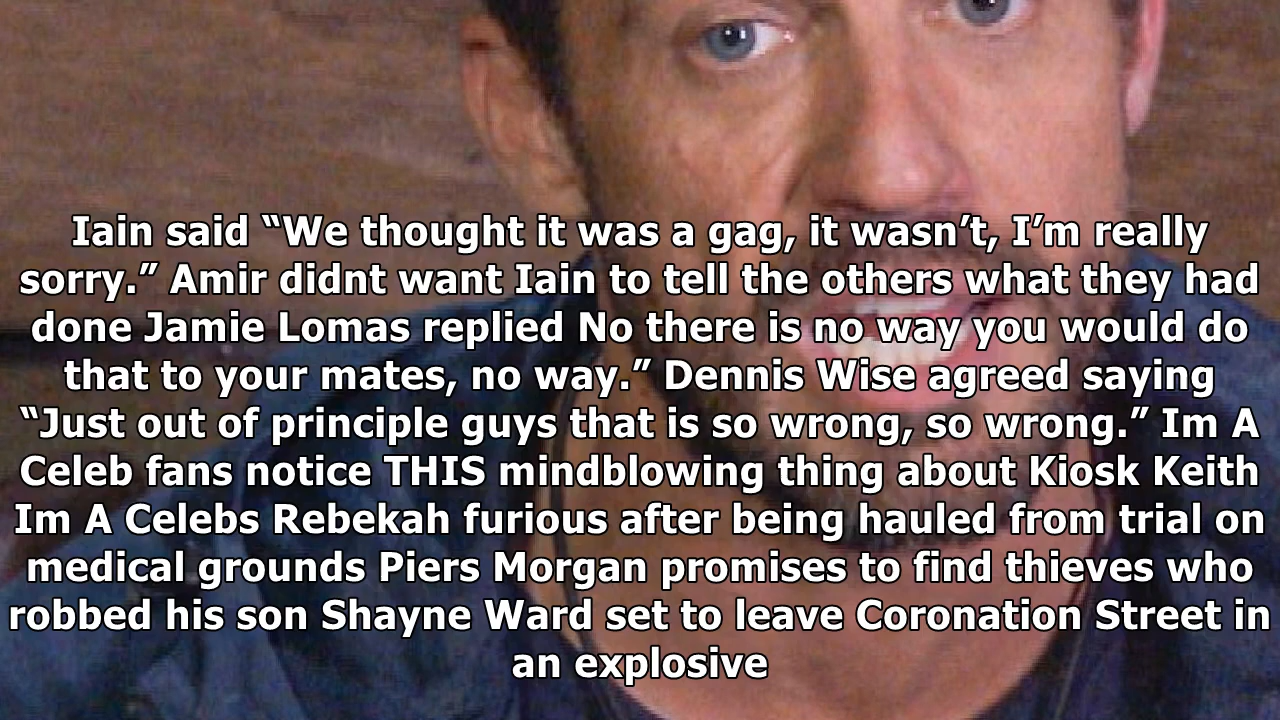 Iain said “We thought it was a gag, it wasn’t, I’m really
sorry.” Amir didnt want Iain to tell the others what they had
done Jamie Lomas replied No there is no way you would do
that to your mates, no way.” Dennis Wise agreed saying
“Just out of principle guys that is so wrong, so wrong.” Im A
Celeb fans notice THIS mindblowing thing about Kiosk Keith
Im A Celebs Rebekah furious after being hauled from trial on
medical grounds Piers Morgan promises to find thieves who
robbed his son Shayne Ward set to leave Coronation Street in
an explosive